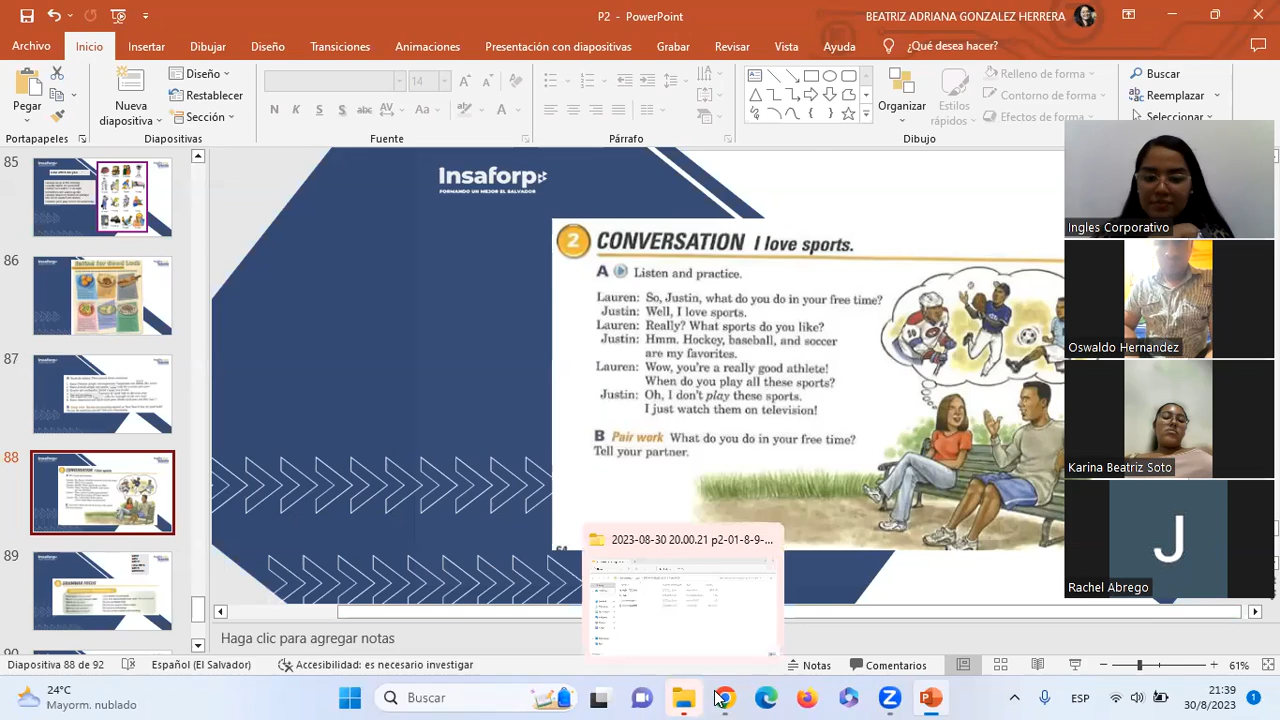 P2 - PowerPoint
BEATRIZ ADRIANA GONZALEZ HERRERA
Archivo Inicio Insertar Dibujar Diseño Transiciones Animaciones Presentación con diapositivas Grabar Revisar Vista Ayuda ¿Qué desea hacer?
Pegar
Portapapeles
Nueva
diapositiva
Diseño
Restablecer
Sección
Diapositivas
14
N K S S abc AV Aa A
Fuente
Párrafo
Organizar
Estilos
rápidos
Relleno de
Contorno de forma
Efectos de forma
Dibujo
Buscar
Reemplazar
Seleccionar
85
86
87
88
89
Insaforp
FORMANDO UN MEJOR EL SALVADOR
2 CONVERSATION I love sports.
A Listen and practice.
Lauren: So, Justin, what do you do in your free time?
Justin: Well, I love sports.
Lauren: Really? What sports do you like?
Justin: Hmm. Hockey, baseball, and soccer
are my favorites.
Lauren: Wow, you're a really good athlete!
When do you play all these sports?
Justin: Oh, I don't play these sports.
I just watch them on television!
B Pair work What do you do in your free time?
Tell your partner.
Ingles Corporativo
Oswaldo Hernandez
Karina Beatriz Soto
J
2023-08-30 20.00.21 p2-01-8-9-...
Haga clic para agregar notas
Diapositiva 88 de 92
Español (El Salvador)
Accesibilidad: es necesario investigar
Notas
Comentarios
61%
24°C
Mayorm. nublado
Buscar
ESP
21:39
30/8/2023
1